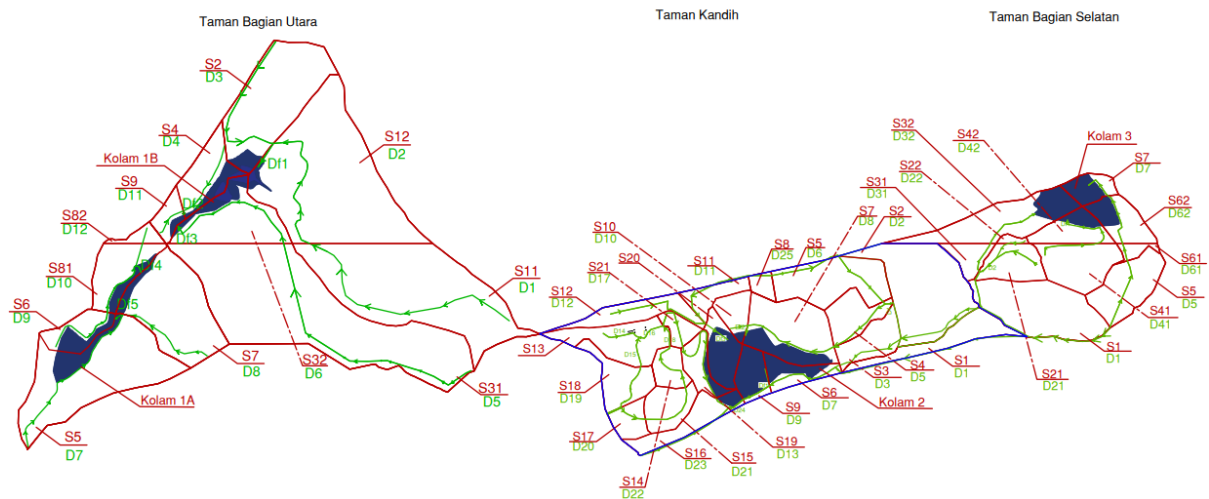 Taman Bagian Utara
Taman Kandih
Taman Bagian Selatan
S2
D3
S4
D4
Kolam 1B
S9
D11
S82
D12
S81
D10
S6
D9
S12
D2
Df1
Df3
Df5
S11
D1
S7
D8
S32
D6
S31
D5
Kolam 1A
S5
D7
S10
D10
S20
S21
D17
S12
D12
S13
S11
D11
S8
D25
S5
D6
S7
D8
S2
D2
D14
D15
S18
D19
S17
D20
S16
D23
S14
D22
S15
D21
S19
D13
S9
D9
S6
D7
Kolam 2
S3
D3
S4
D5
S1
D1
S32
D32
S42
D42
Kolam 3
S22
D22
S31
D31
S7
D7
S62
D62
S61
D61
S5
D5
S41
D41
S1
D1
S21
D21